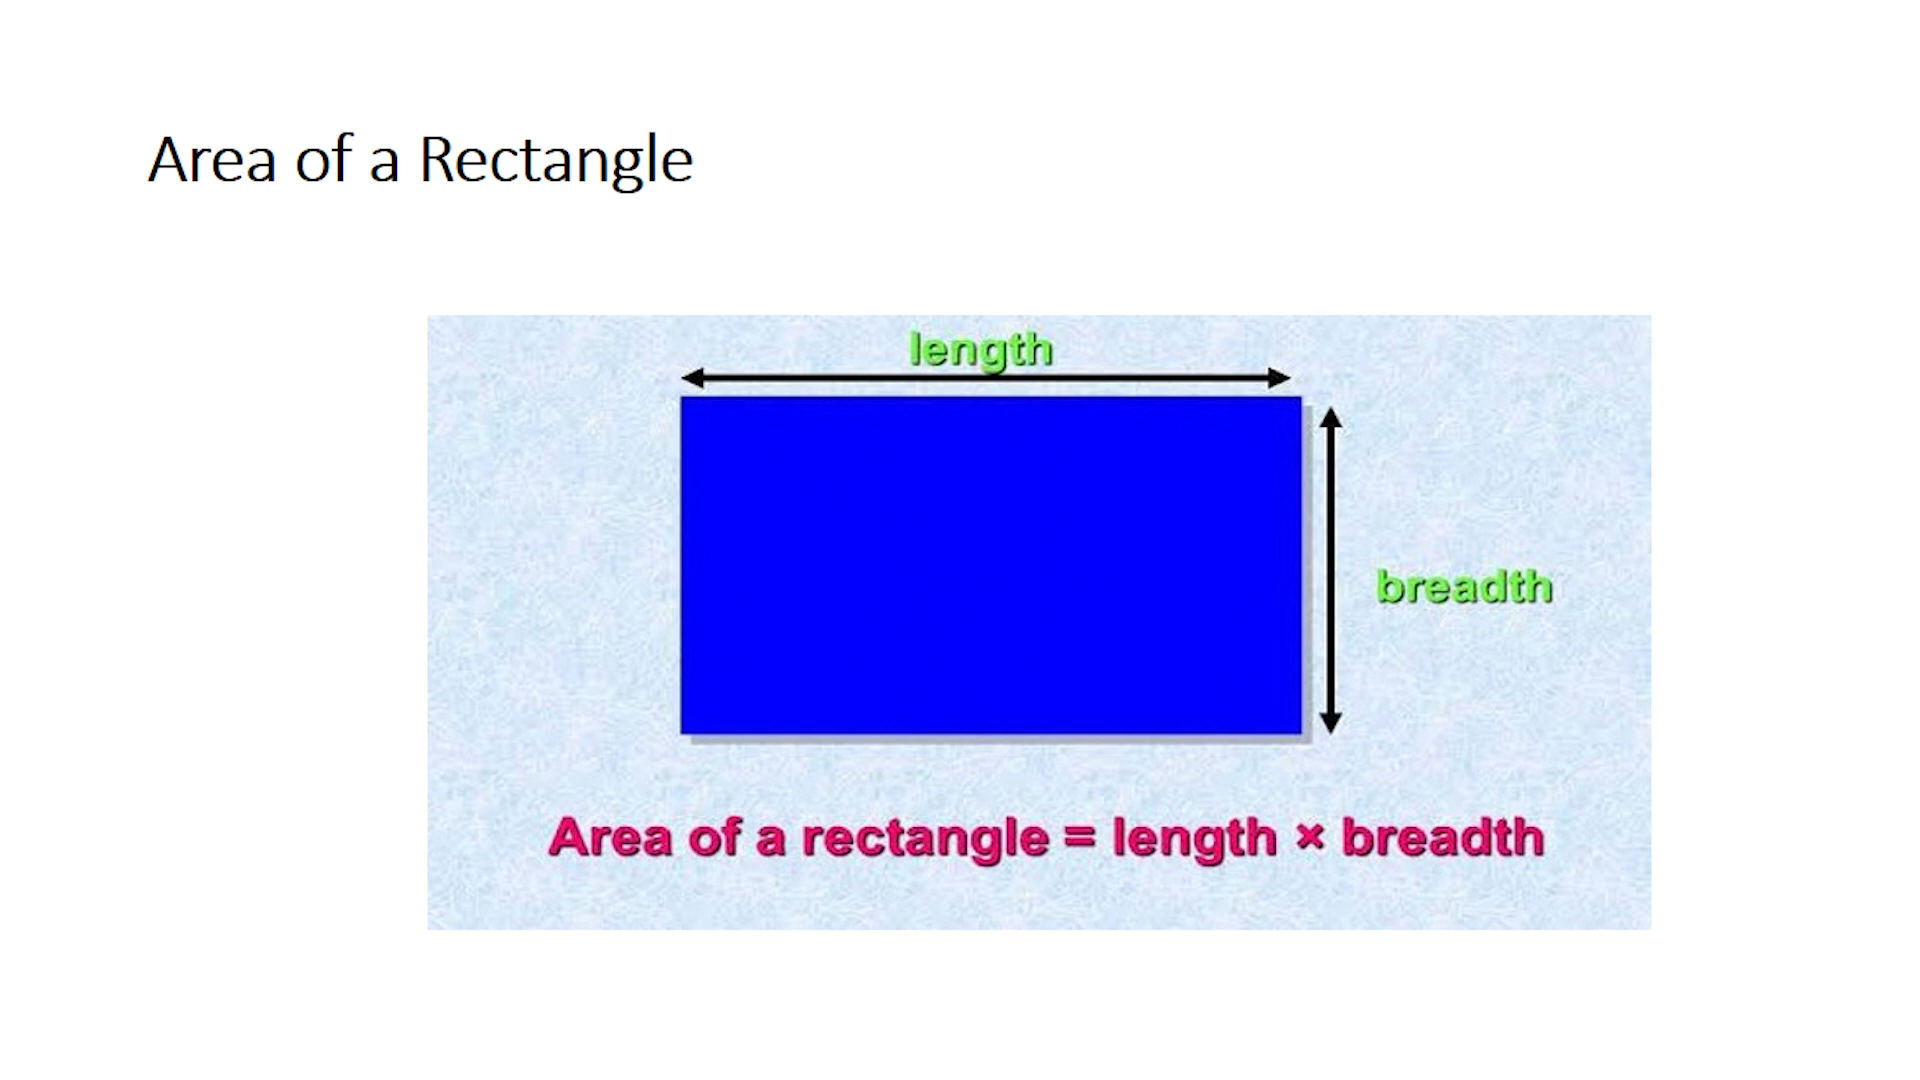 Area of a Rectangle
length
breadth
Area of a rectangle = length × breadth